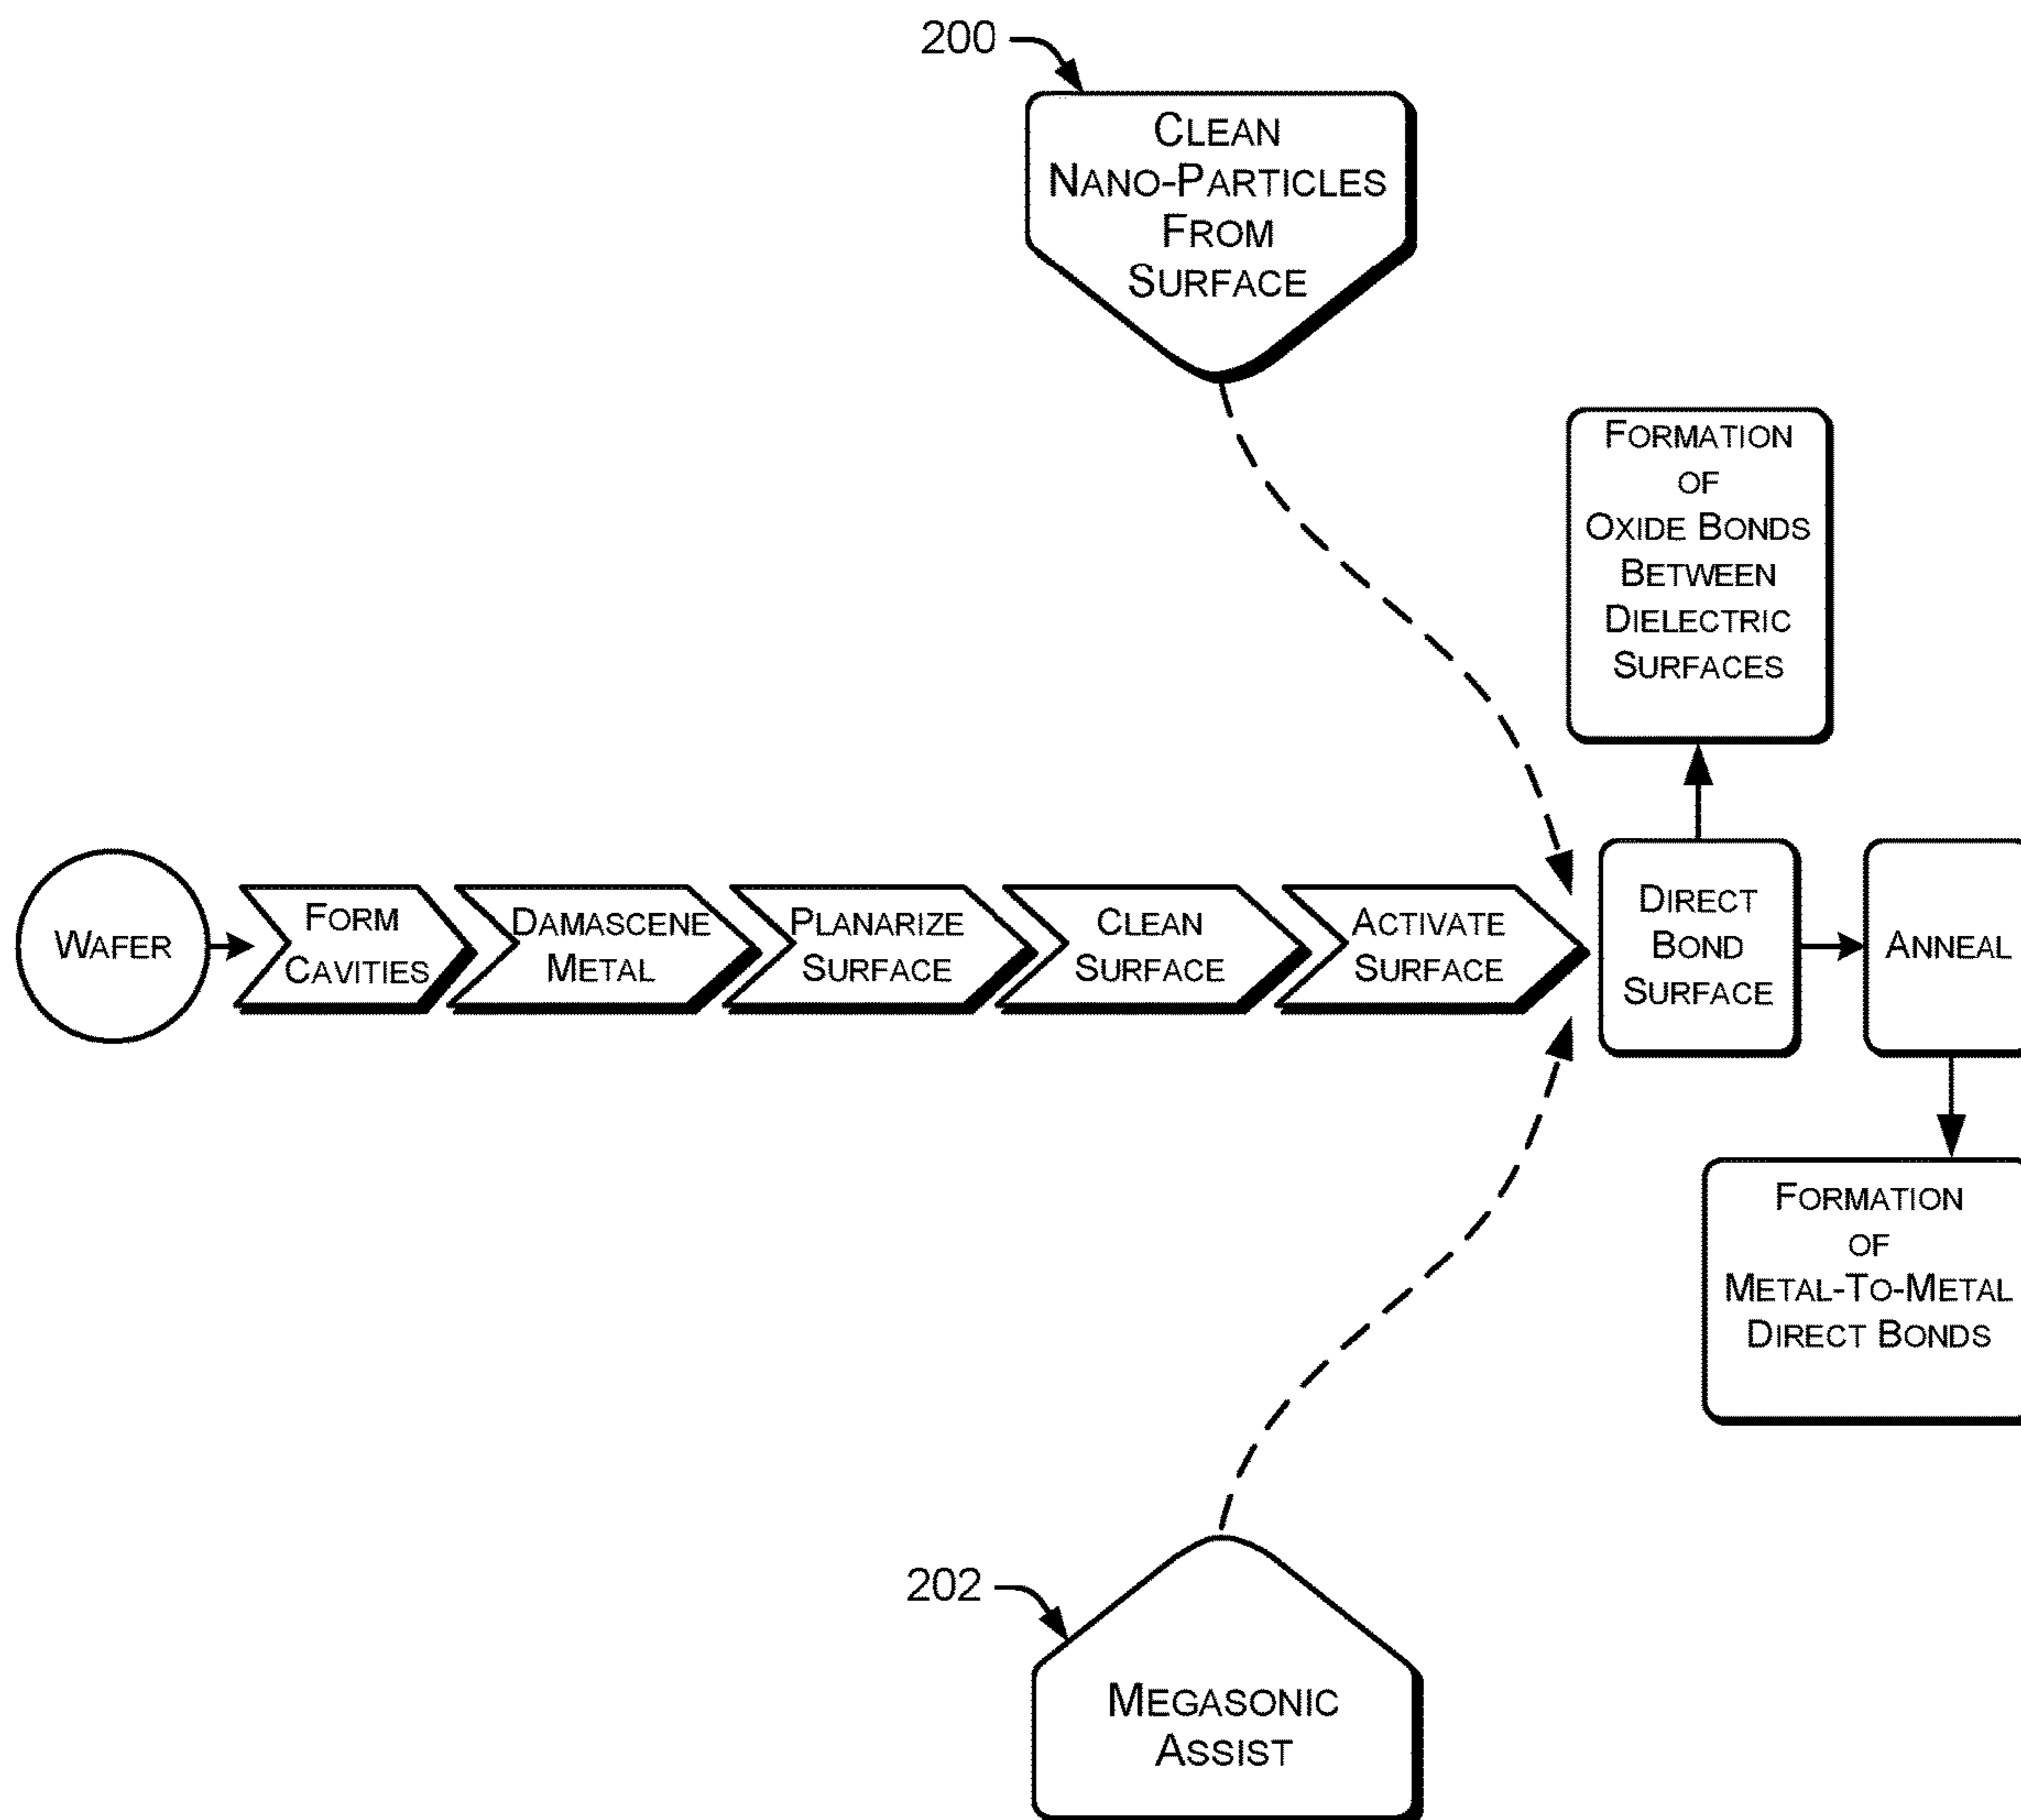 200
CLEAN
NANO-PARTICLES
FROM
SURFACE
FORMATION
OF
OXIDE BONDS
BETWEEN
DIELECTRIC
SURFACES
WAFER
FORM
CAVITIES
DAMASCENE
METAL
PLANARIZE
SURFACE
CLEAN
SURFACE
ACTIVATE
SURFACE
DIRECT
BOND
SURFACE
ANNEAL
FORMATION
OF
METAL-TO-METAL
DIRECT BONDS
202
MEGASONIC
ASSIST